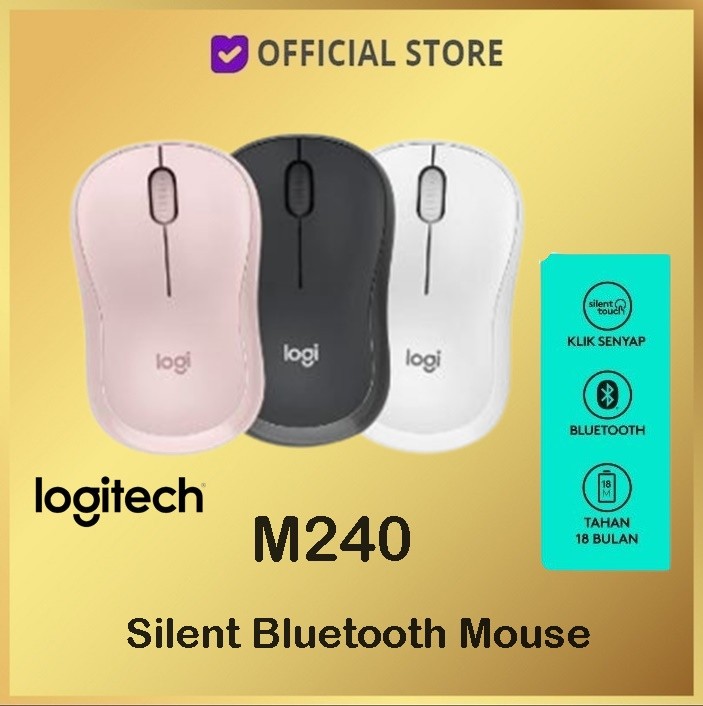 OFFICIAL STORE
logi
logi
logi
silent
touch
KLIK SENYAP
BLUETOOTH
18
M
TAHAN
18 BULAN
logitech
M240
Silent Bluetooth Mouse